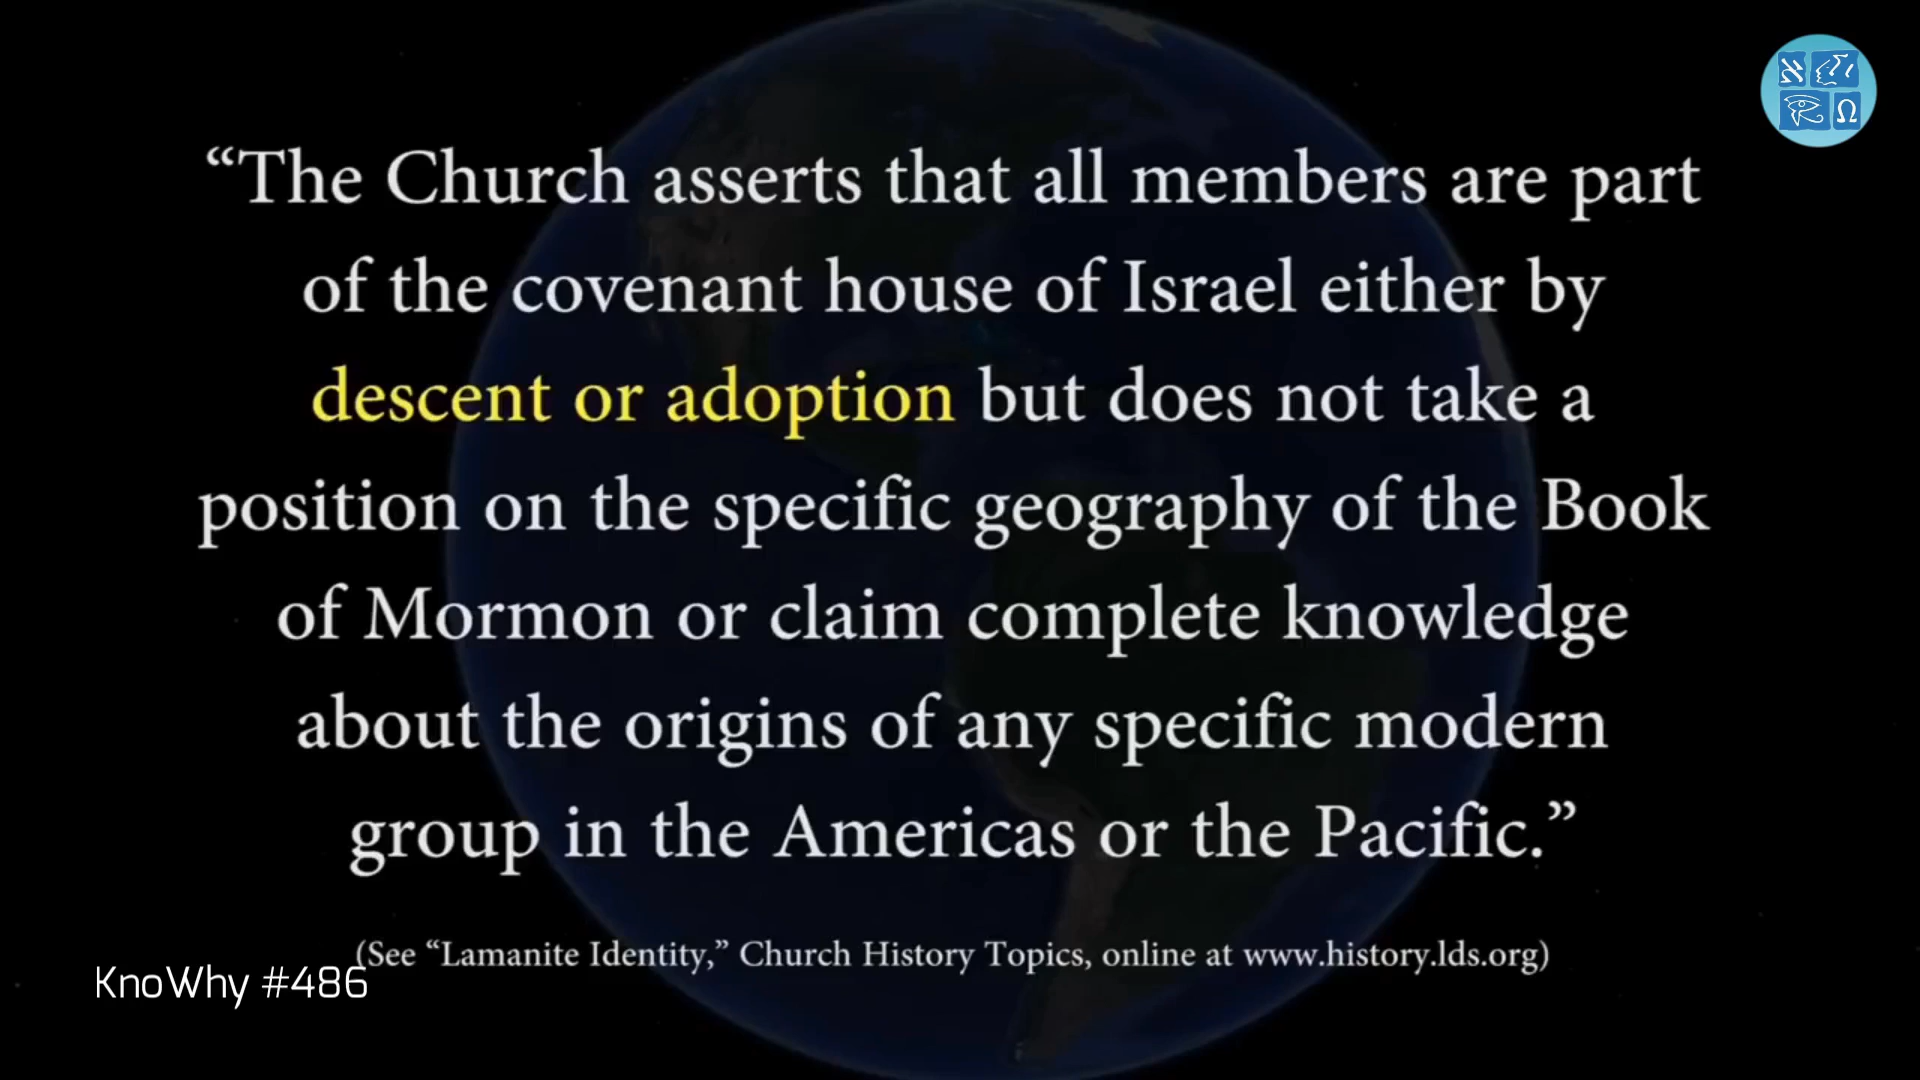 “The Church asserts that all members are part
of the covenant house of Israel either by
descent or adoption but does not take a
position on the specific geography of the Book
of Mormon or claim complete knowledge
about the origins of any specific modern
group in the Americas or the Pacific.”
(See “Lamanite Identity,” Church History Topics, online at www.history.lds.org)
KnoWhy #486